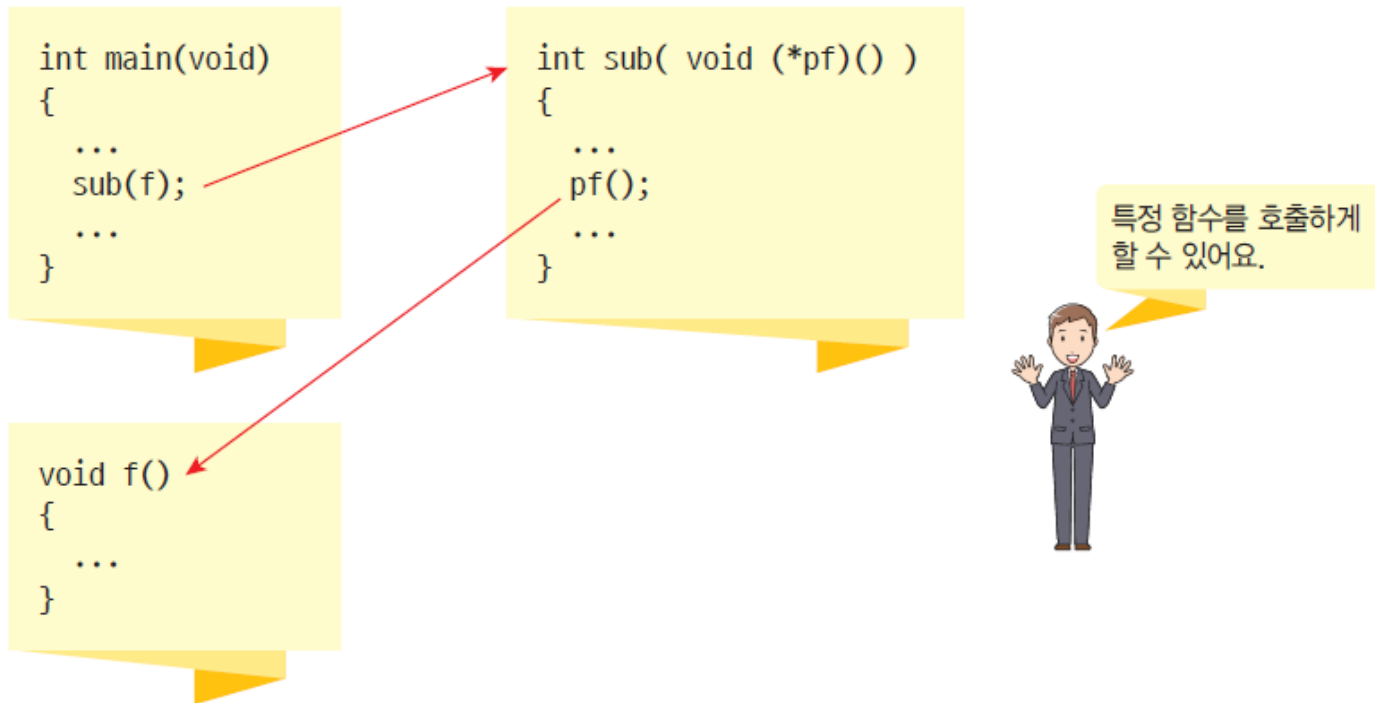 int main(void)
{
...
sub(f);
...
}
int sub( void (*pf)() )
{
...
pf();
...
}
특정 함수를 호출하게
할 수 있어요.
void f()
{
...
}